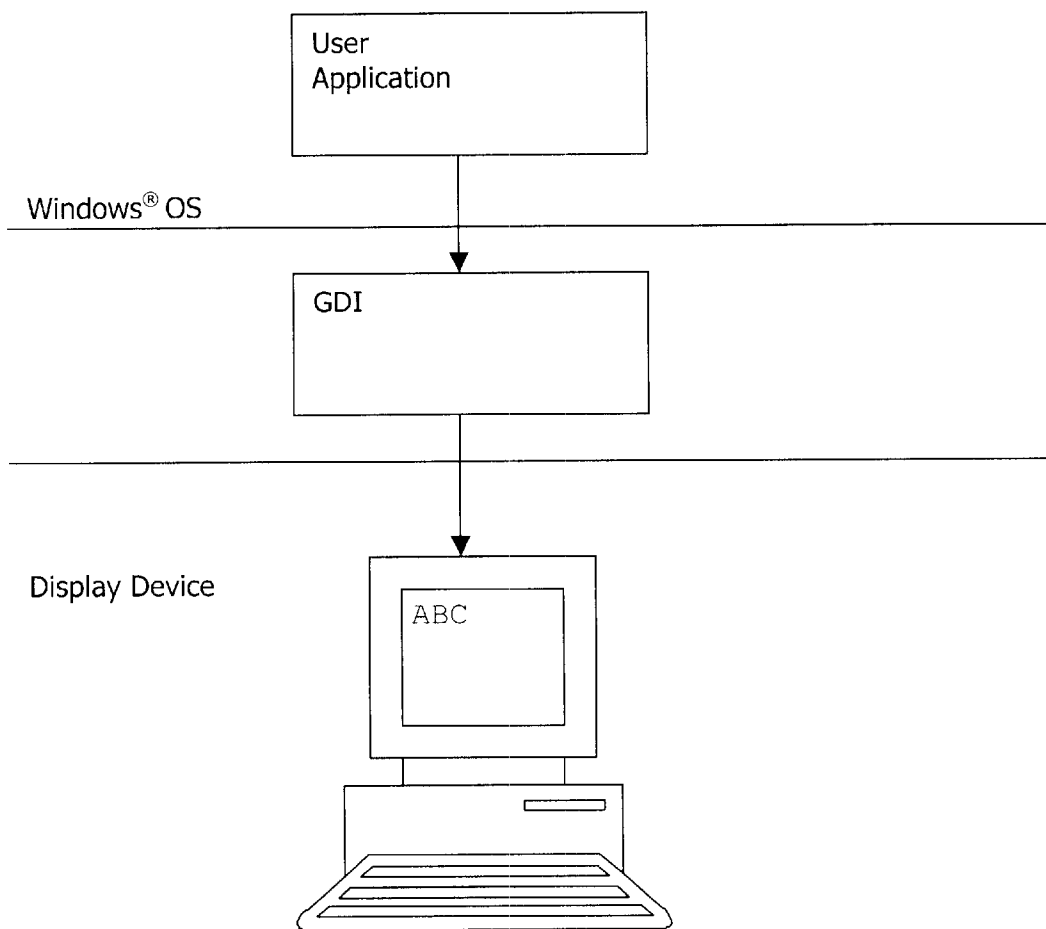 User
Application
Windows® OS
GDI
Display Device
ABC